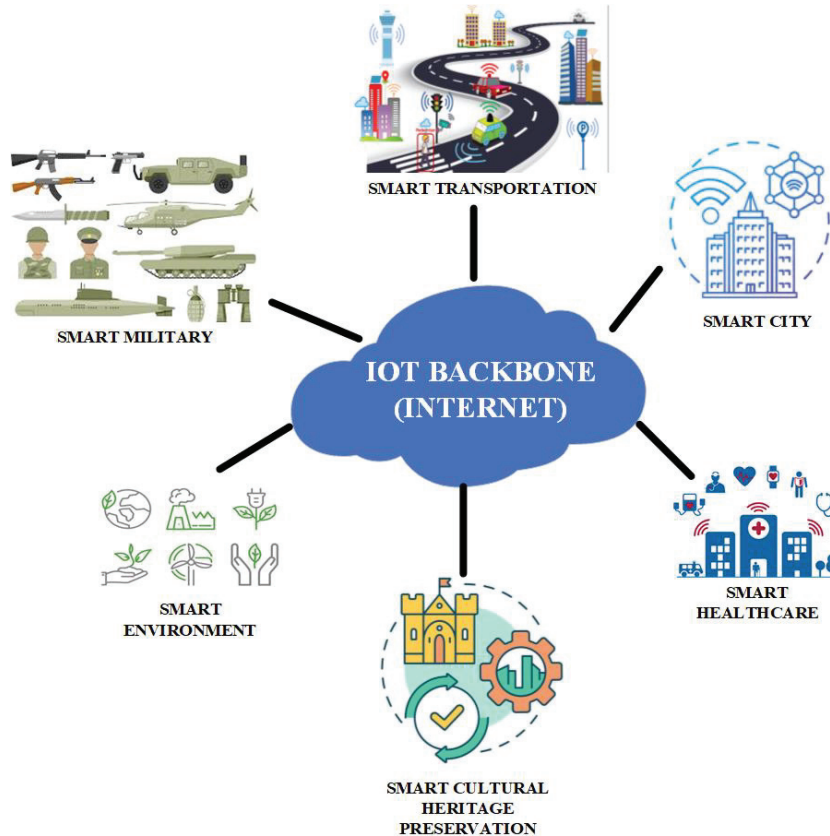 SMART TRANSPORTATION
SMART MILITARY
SMART CITY
IOT BACKBONE
(INTERNET)
SMART
ENVIRONMENT
SMART
HEALTHCARE
SMART CULTURAL
HERITAGE
PRESERVATION
P